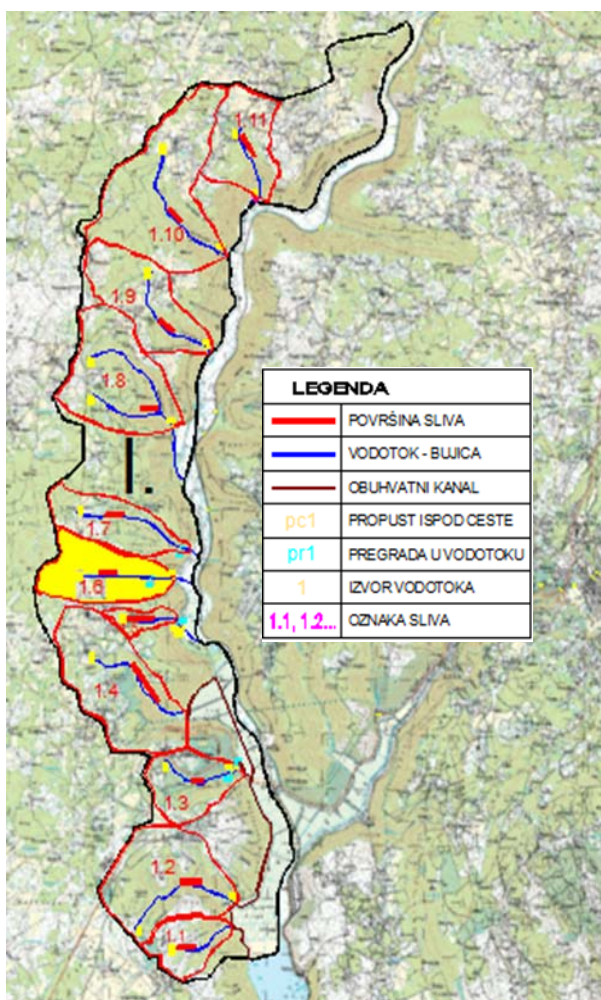 1.11
1.10
1.9
1.8
I.
1.7
1.6
1.4
1.3
1.2
1.1
LEGENDA
POVRŠINA SLIVA
VODOTOK - BUJICA
OBUHVATNI KANAL
pc1 PROPUST ISPOD CESTE
pr1 PREGRADA U VODOTOKU
1 IZVOR VODOTOKA
1.1, 1.2... OZNAKA SLIVA